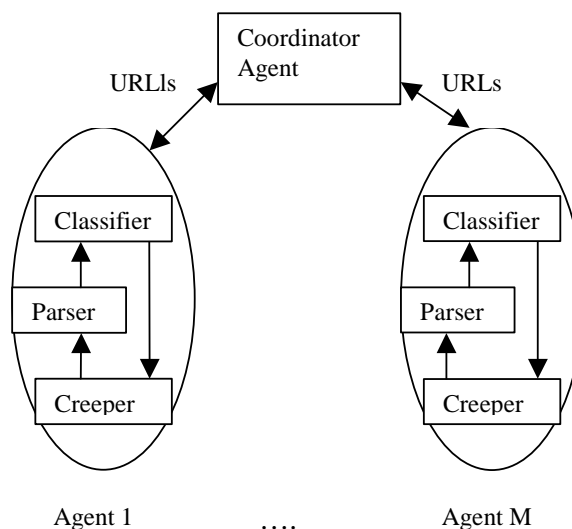 Coordinator
Agent
URLls
URLs
Classifier
Classifier
Parser
Parser
Creeper
Creeper
Agent 1
....
Agent M